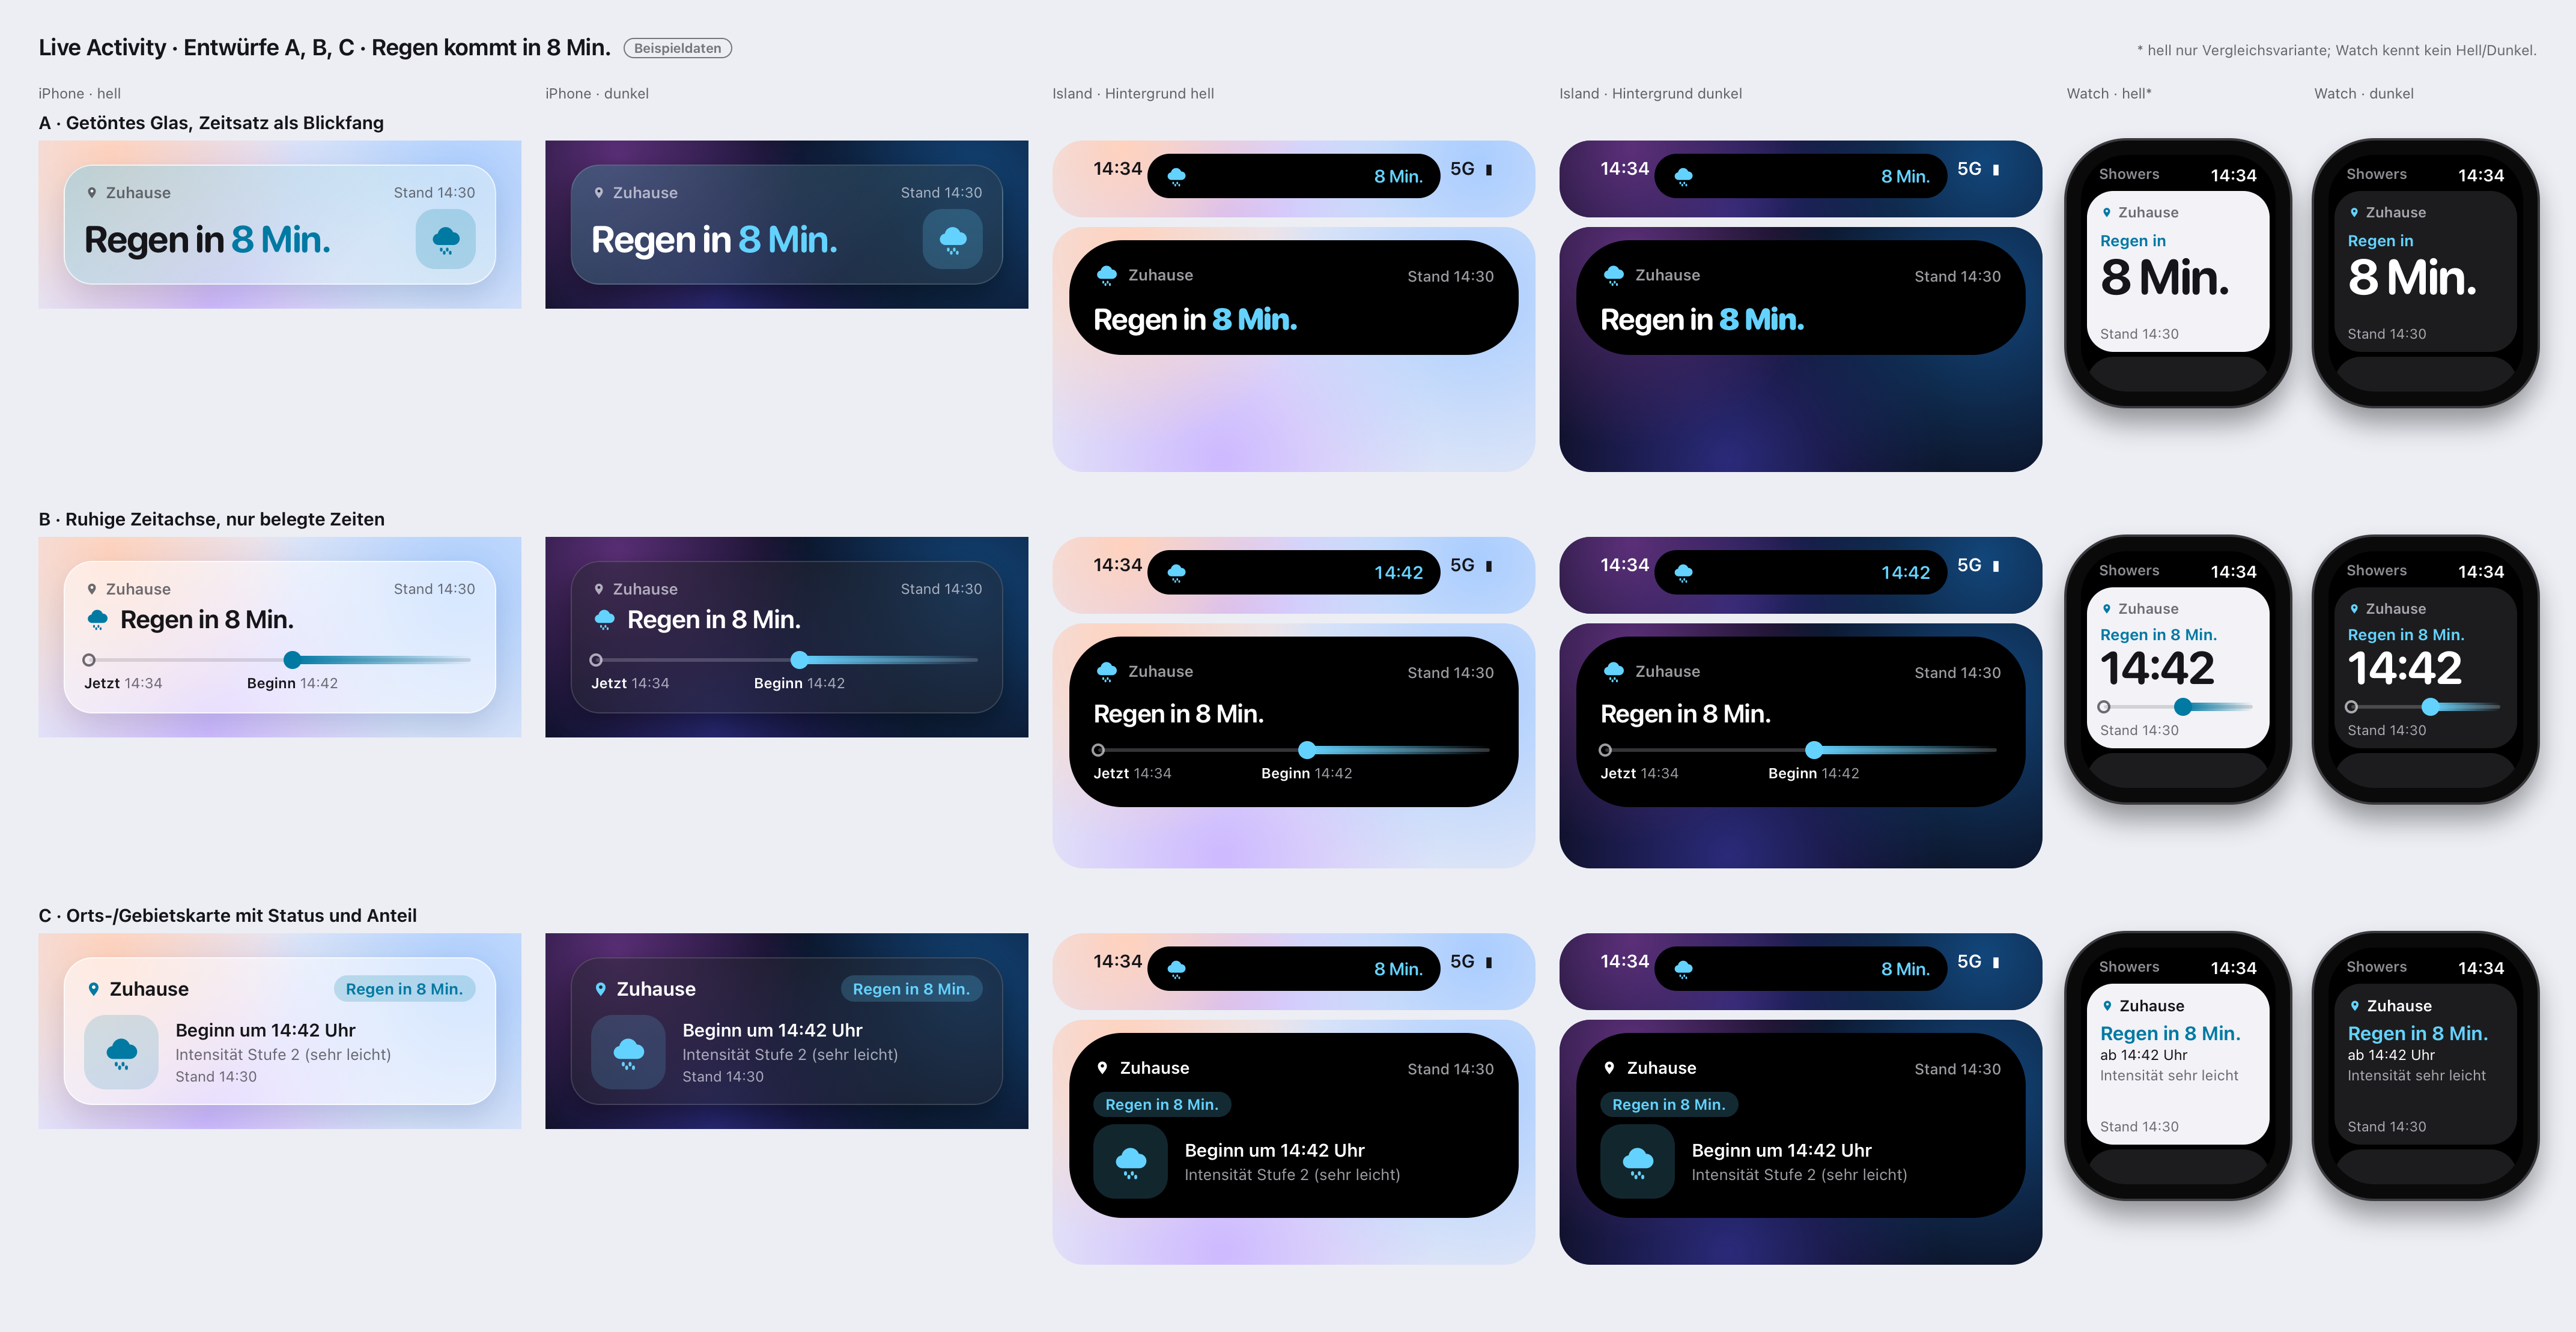 Live Activity · Entwürfe A, B, C · Regen kommt in 8 Min. Beispieldaten
* hell nur Vergleichsvariante; Watch kennt kein Hell/Dunkel.
iPhone · hell
iPhone · dunkel
Island · Hintergrund hell
Island · Hintergrund dunkel
Watch · hell*
Watch · dunkel
A · Getöntes Glas, Zeitsatz als Blickfang
Zuhause
Stand 14:30
Regen in 8 Min.
Zuhause
Stand 14:30
Regen in 8 Min.
14:34
8 Min.
5G
Zuhause
Stand 14:30
Regen in 8 Min.
14:34
8 Min.
5G
Zuhause
Stand 14:30
Regen in 8 Min.
Showers
14:34
Zuhause
Regen in
8 Min.
Stand 14:30
Showers
14:34
Zuhause
Regen in
8 Min.
Stand 14:30
B · Ruhige Zeitachse, nur belegte Zeiten
Zuhause
Stand 14:30
Regen in 8 Min.
Jetzt 14:34
Beginn 14:42
Zuhause
Stand 14:30
Regen in 8 Min.
Jetzt 14:34
Beginn 14:42
14:34
14:42
5G
Zuhause
Stand 14:30
Regen in 8 Min.
Jetzt 14:34
Beginn 14:42
14:34
14:42
5G
Zuhause
Stand 14:30
Regen in 8 Min.
Jetzt 14:34
Beginn 14:42
Showers
14:34
Zuhause
Regen in 8 Min.
14:42
Stand 14:30
Showers
14:34
Zuhause
Regen in 8 Min.
14:42
Stand 14:30
C · Orts-/Gebietskarte mit Status und Anteil
Zuhause
Regen in 8 Min.
Beginn um 14:42 Uhr
Intensität Stufe 2 (sehr leicht)
Stand 14:30
Zuhause
Regen in 8 Min.
Beginn um 14:42 Uhr
Intensität Stufe 2 (sehr leicht)
Stand 14:30
14:34
8 Min.
5G
Zuhause
Stand 14:30
Regen in 8 Min.
Beginn um 14:42 Uhr
Intensität Stufe 2 (sehr leicht)
14:34
8 Min.
5G
Zuhause
Stand 14:30
Regen in 8 Min.
Beginn um 14:42 Uhr
Intensität Stufe 2 (sehr leicht)
Showers
14:34
Zuhause
Regen in 8 Min.
ab 14:42 Uhr
Intensität sehr leicht
Stand 14:30
Showers
14:34
Zuhause
Regen in 8 Min.
ab 14:42 Uhr
Intensität sehr leicht
Stand 14:30